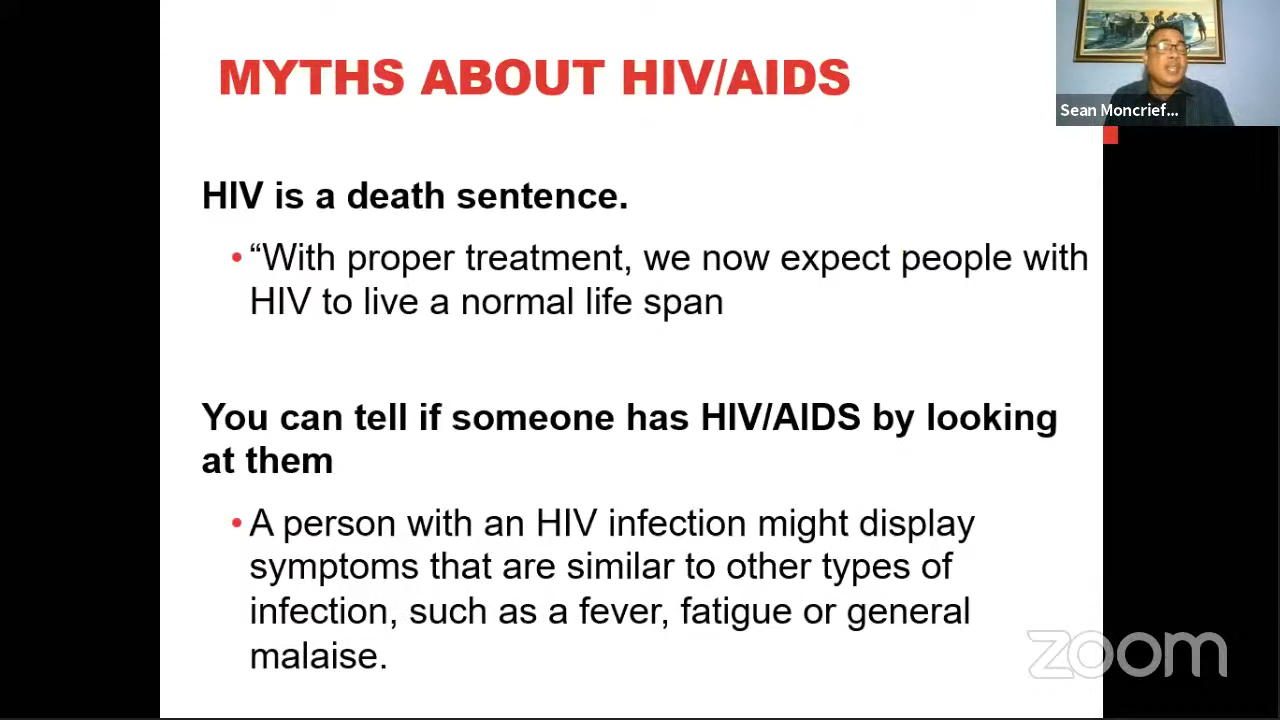 MYTHS ABOUT HIV/AIDS
Sean Moncrief...
HIV is a death sentence.
• “With proper treatment, we now expect people with
HIV to live a normal life span
You can tell if someone has HIV/AIDS by looking
at them
• A person with an HIV infection might display
symptoms that are similar to other types of
infection, such as a fever, fatigue or general
malaise.
zoom